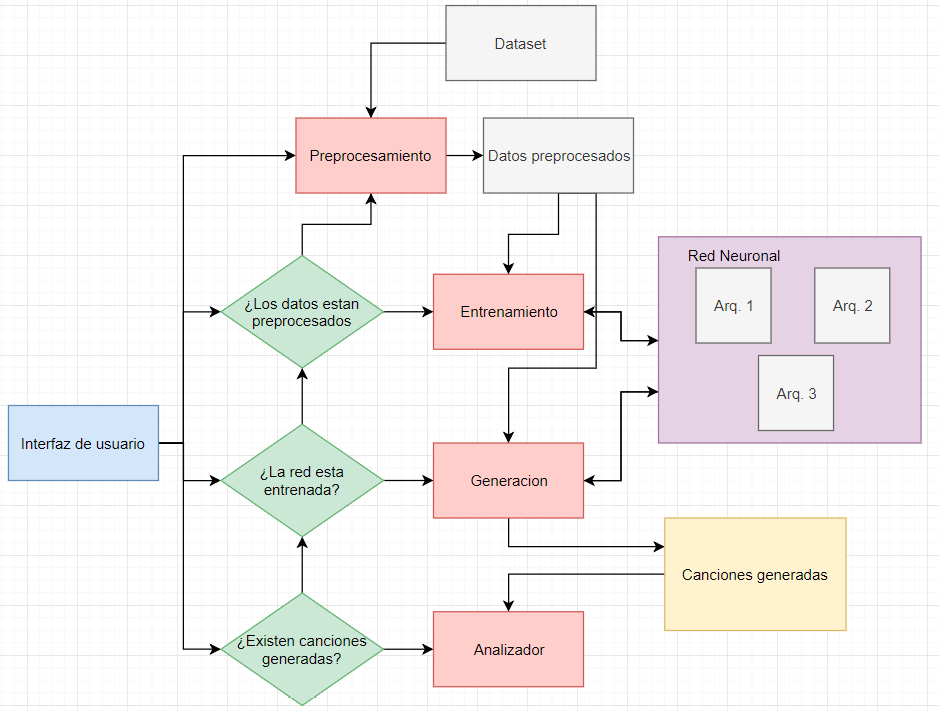 Dataset
Preprocesamiento
Datos preprocesados
Red Neuronal
Arq. 1
Arq. 2
Arq. 3
¿Los datos estan
preprocesados
Entrenamiento
Interfaz de usuario
¿La red esta
entrenada?
Generacion
Canciones generadas
¿Existen canciones
generadas?
Analizador